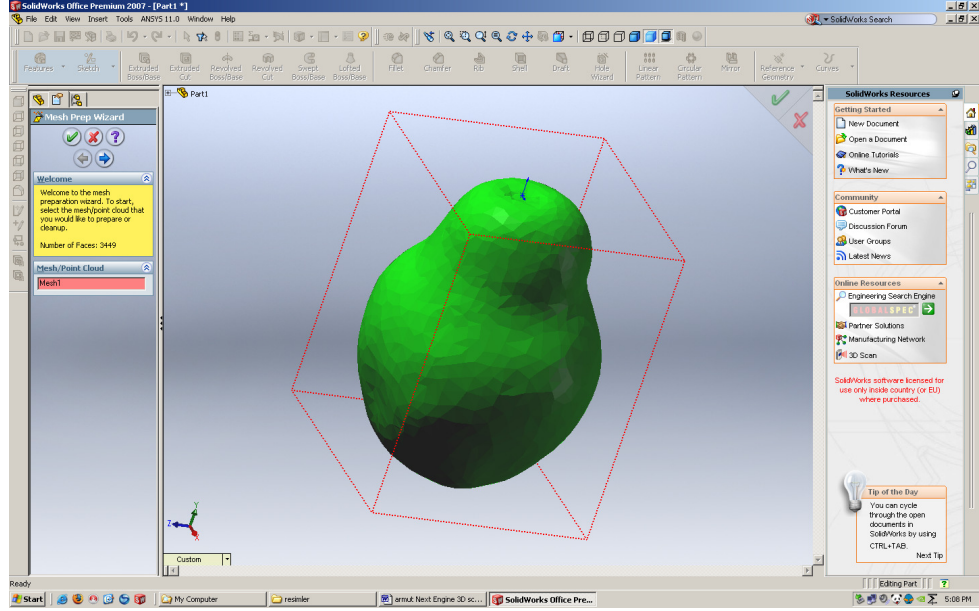 SolidWorks Office Premium 2007 - [Part1 *]
File Edit View Insert Tools ANSYS 11.0 Window Help
SolidWorks Search
Features
Sketch
Extruded Boss/Base
Extruded Cut
Revolved Boss/Base
Revolved Cut
Swept Boss/Base
Lofted Boss/Base
Fillet
Chamfer
Rib
Shell
Draft
Hole Wizard
Linear Pattern
Circular Pattern
Mirror
Reference Geometry
Curves
Part1
Mesh Prep Wizard
Welcome
Welcome to the mesh
preparation wizard. To start,
select the mesh/point cloud that
you would like to prepare or
cleanup.
Number of Faces: 3449
Mesh/Point Cloud
Mesh1
Y
Z
X
Custom
SolidWorks Resources
Getting Started
New Document
Open a Document
Online Tutorials
What's New
Community
Customer Portal
Discussion Forum
User Groups
Latest News
Online Resources
Engineering Search Engine
GLOBALSPEC
Partner Solutions
Manufacturing Network
3D Scan
SolidWorks software licensed for
use only inside country (or EU)
where purchased.
Tip of the Day
You can cycle
through the open
documents in
SolidWorks by using
CTRL+TAB.
Next Tip
Ready
Editing Part
Start
My Computer
resimler
armut Next Engine 3D sc...
SolidWorks Office Pre...
5:08 PM